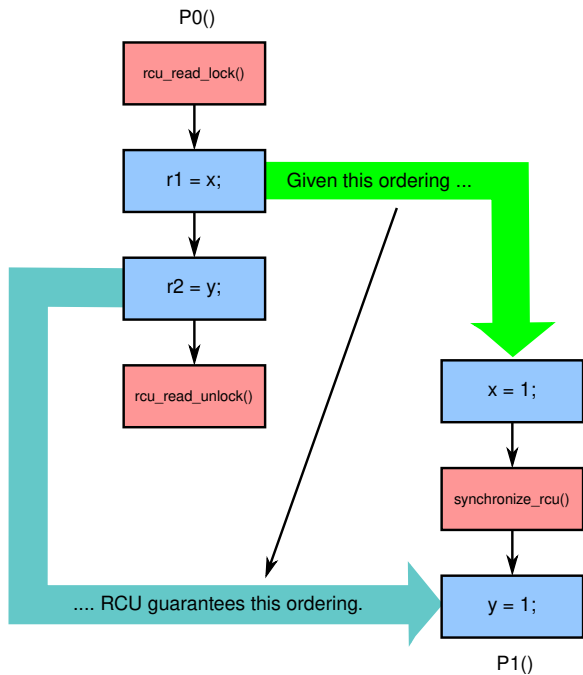 P0()
rcu_read_lock()
r1 = x;
Given this ordering ...
r2 = y;
rcu_read_unlock()
x = 1;
synchronize_rcu()
.... RCU guarantees this ordering.
y = 1;
P1()